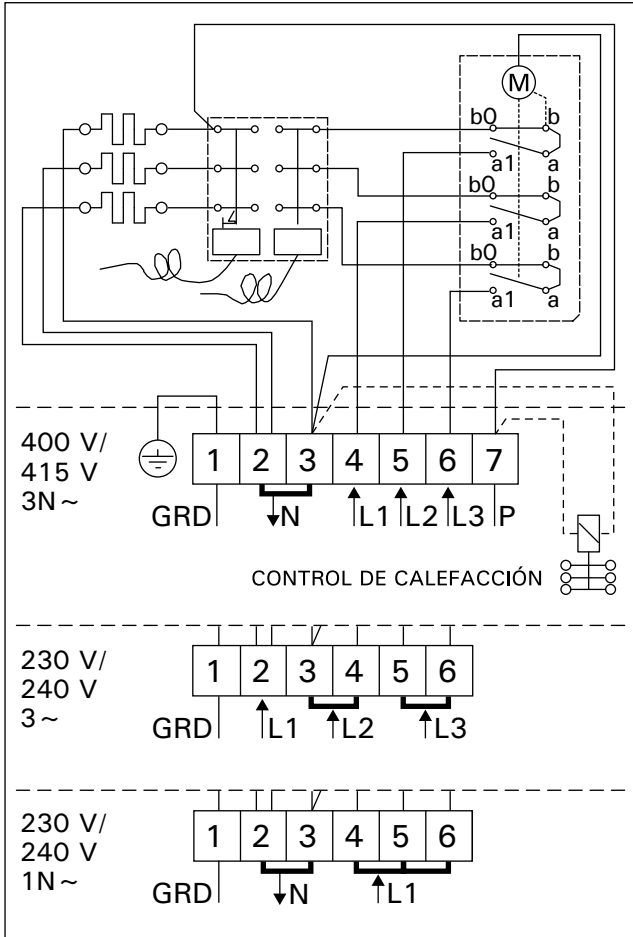 M
b0 b
a1 a
b0 b
a1 a
b0 b
a1 a
400 V/
415 V
3N~
1 2 3 4 5 6 7
GRD N L1 L2 L3 P
CONTROL DE CALEFACCIÓN
230 V/
240 V
3~
1 2 3 4 5 6
GRD L1 L2 L3
230 V/
240 V
1N~
1 2 3 4 5 6
GRD N L1